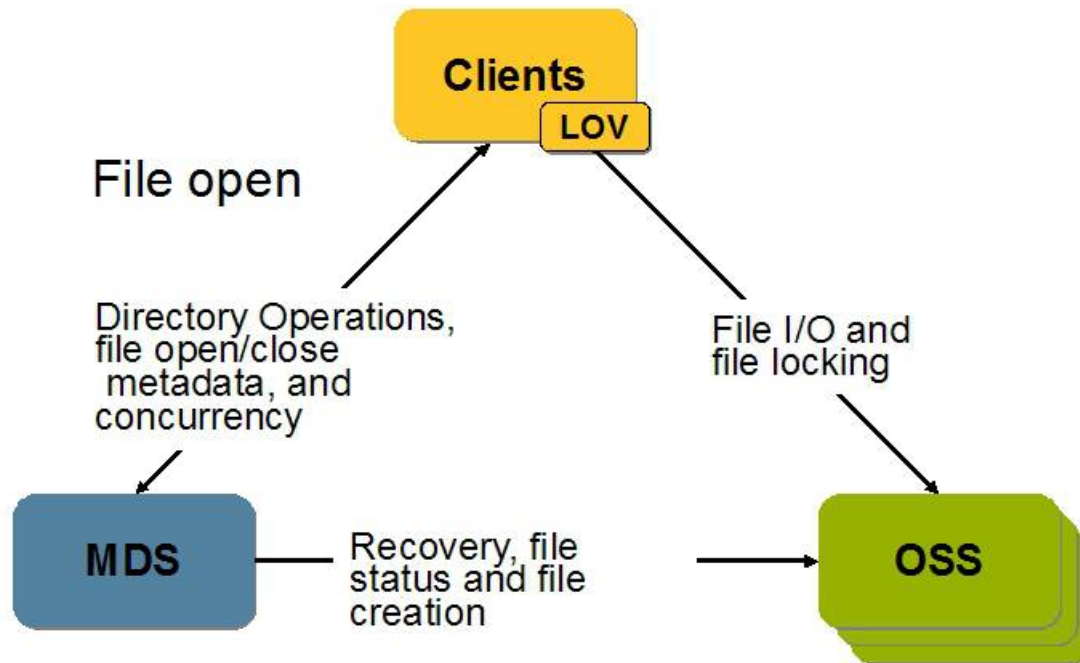 Clients
LOV
File open
Directory Operations,
file open/close
metadata, and
concurrency
File I/O and
file locking
MDS
Recovery, file
status and file
creation
OSS